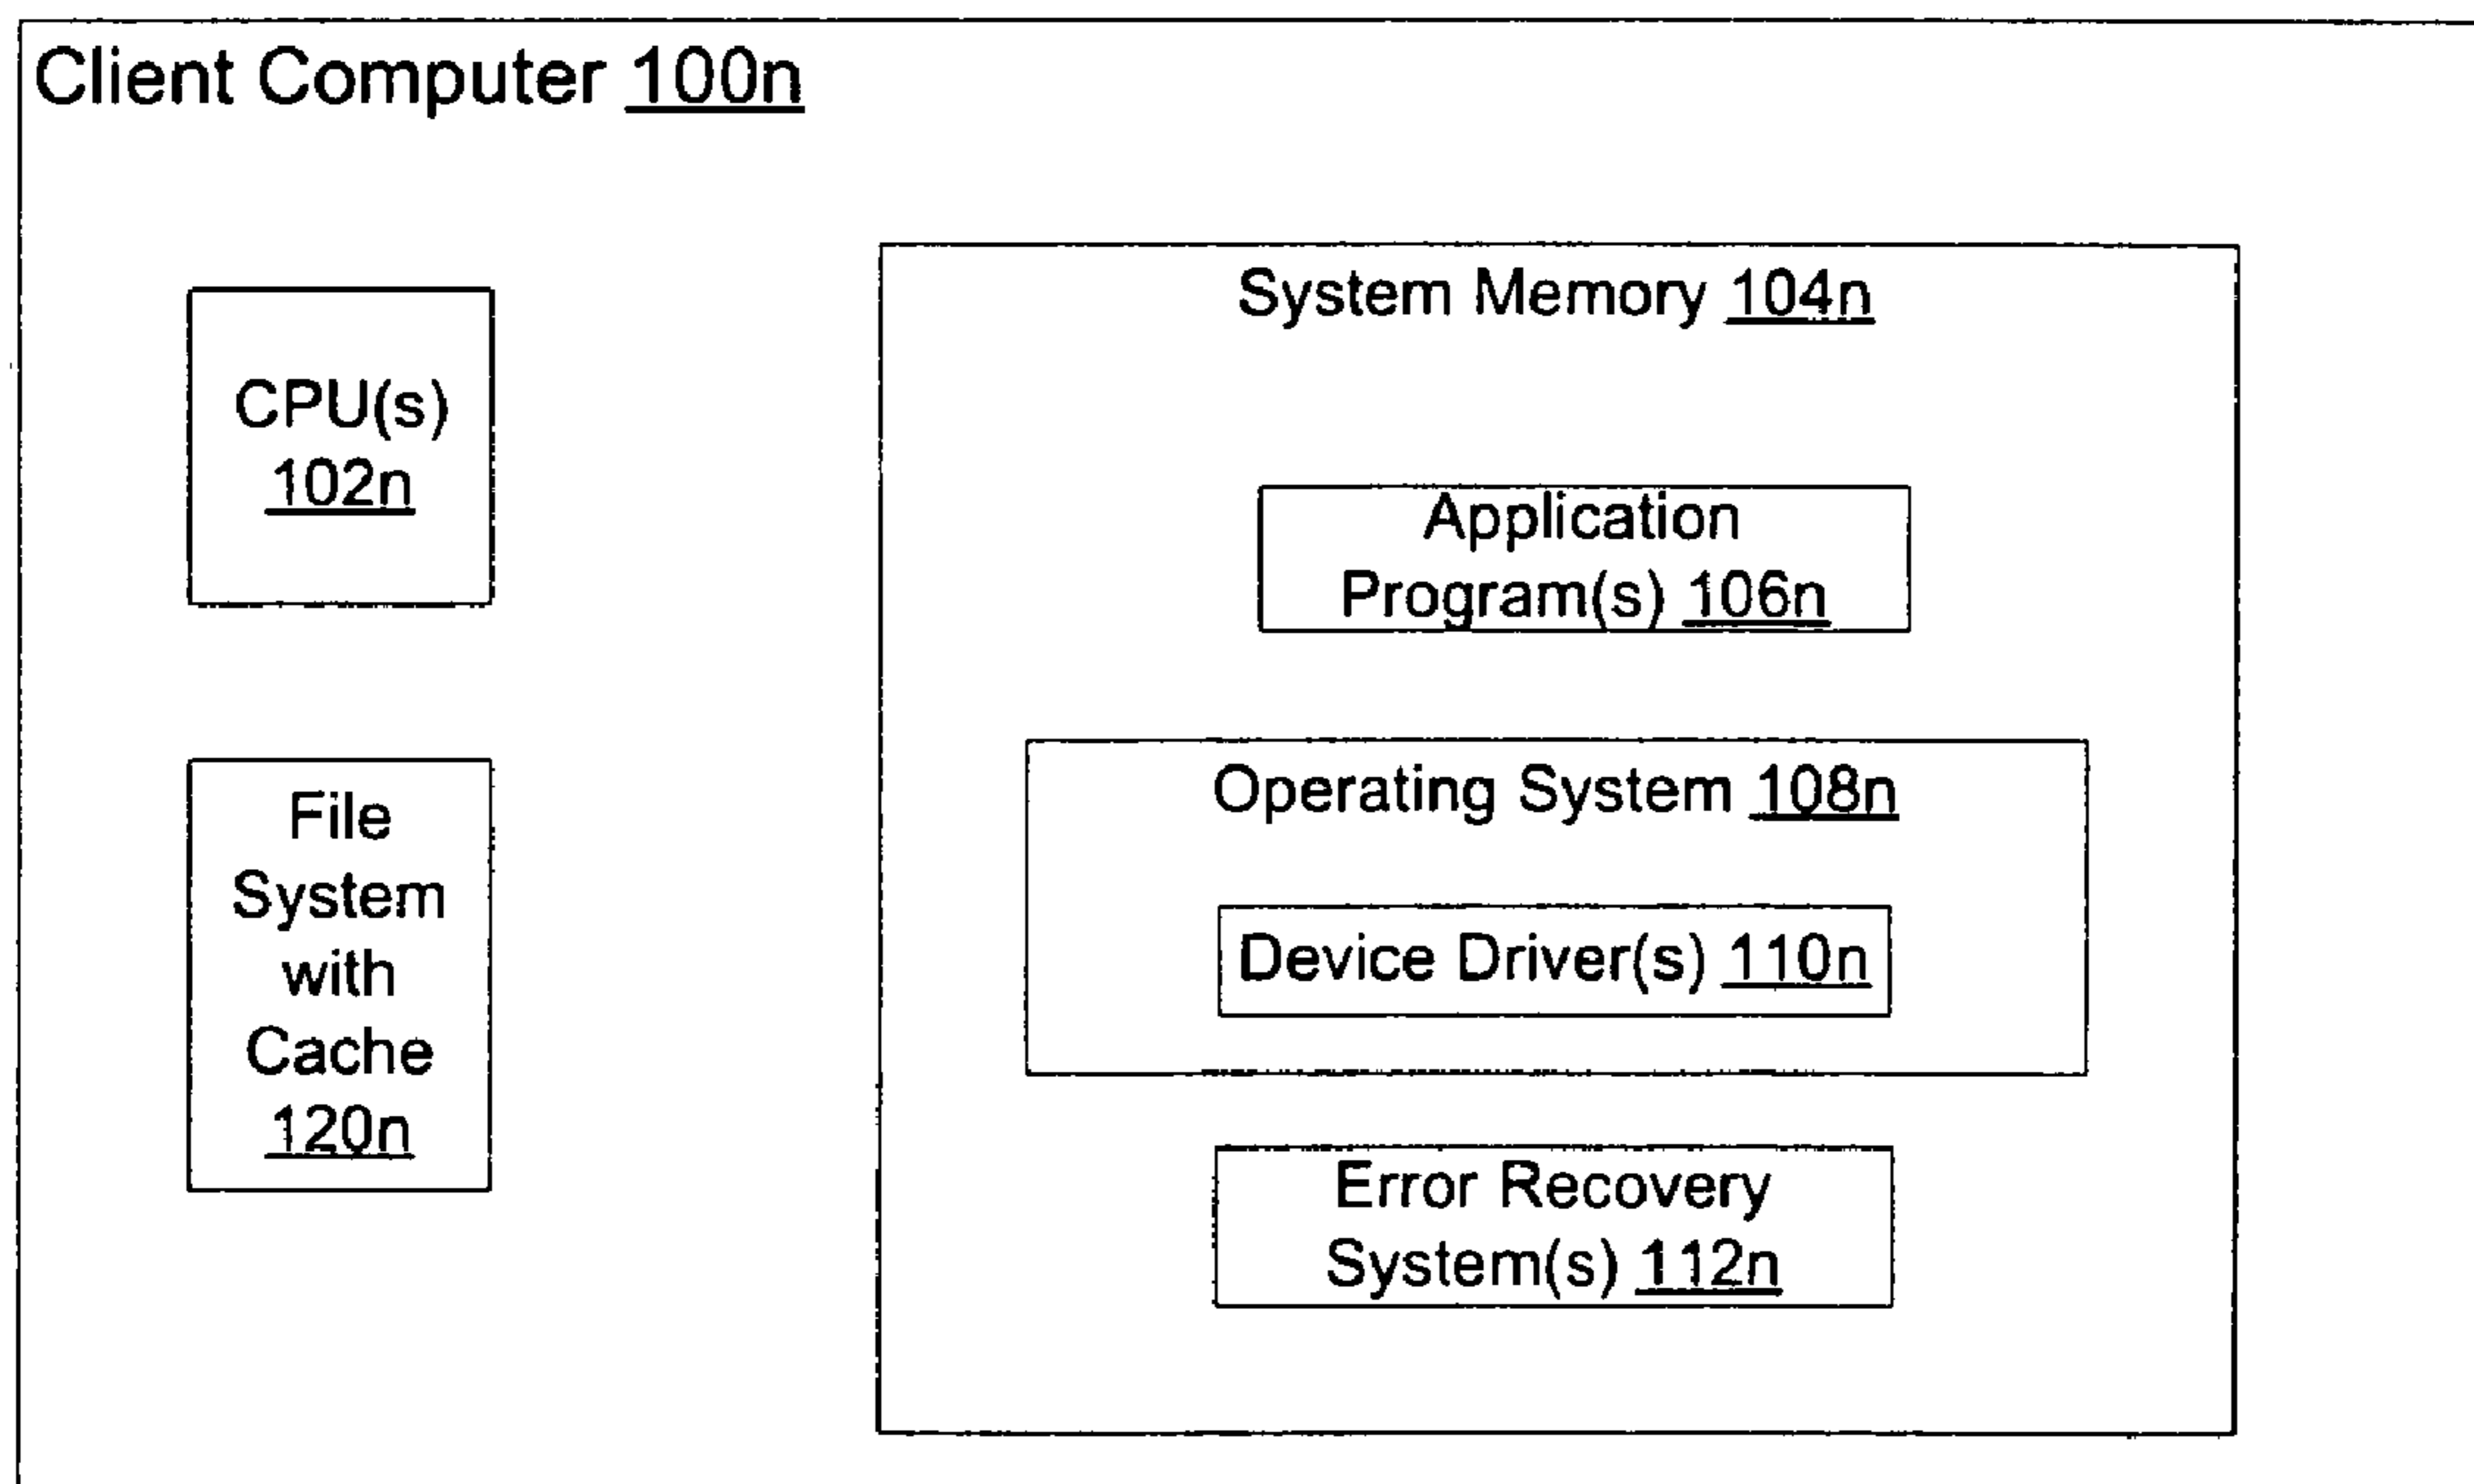 Client Computer 100n
CPU(s)
102n
File
System
with
Cache
120n
System Memory 104n
Application
Program(s) 106n
Operating System 108n
Device Driver(s) 110n
Error Recovery
System(s) 112n